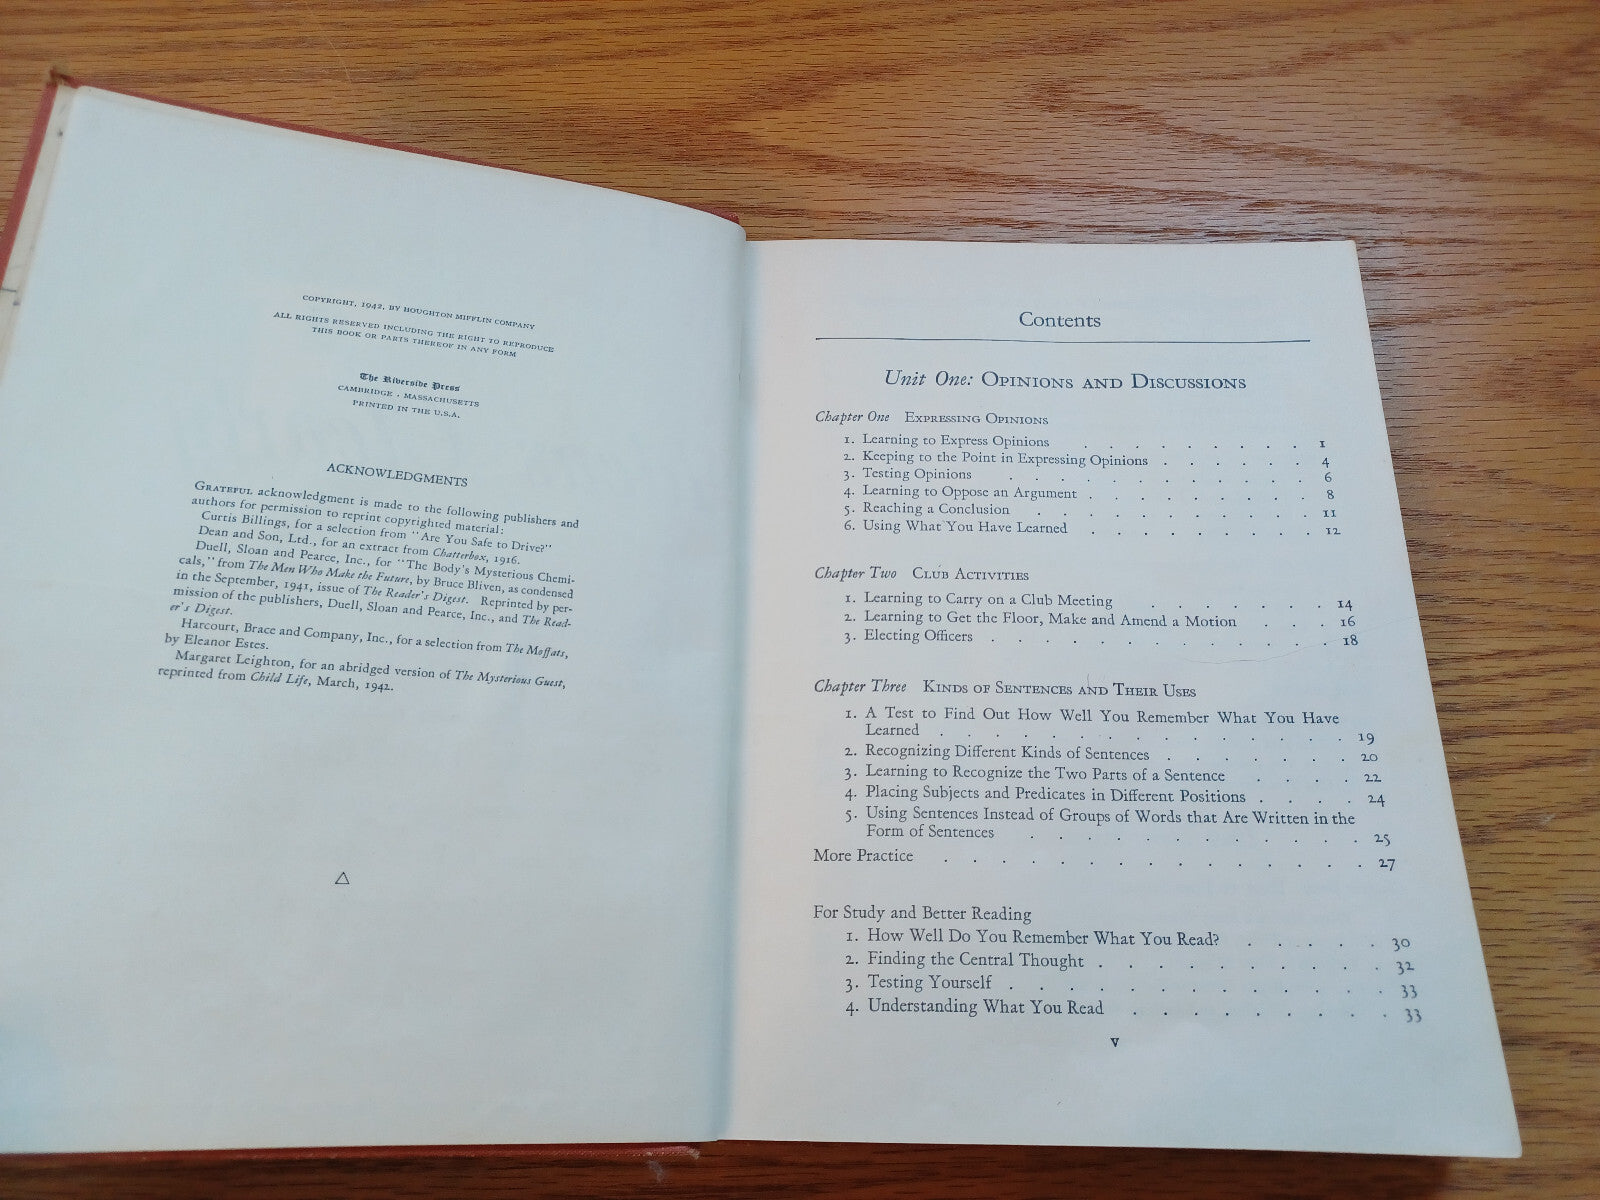 COPYRIGHT, 1942, BY HOUGHTON MIFFLIN COMPANY
ALL RIGHTS RESERVED INCLUDING THE RIGHT TO REPRODUCE
THIS BOOK OR PARTS THEREOF IN ANY FORM
The Riverside Press
CAMBRIDGE · MASSACHUSETTS
PRINTED IN THE U.S.A.
ACKNOWLEDGMENTS
GRATEFUL acknowledgment is made to the following publishers and
authors for permission to reprint copyrighted material:
Curtis Billings, for a selection from "Are You Safe to Drive?"
Dean and Son, Ltd., for an extract from Chatterbox, 1916.
Duell, Sloan and Pearce, Inc., for "The Body's Mysterious Chemi-
cals," from The Men Who Make the Future, by Bruce Bliven, as condensed
in the September, 1941, issue of The Reader's Digest. Reprinted by per-
mission of the publishers, Duell, Sloan and Pearce, Inc., and The Read-
er's Digest.
Harcourt, Brace and Company, Inc., for a selection from The Moffats,
by Eleanor Estes.
Margaret Leighton, for an abridged version of The Mysterious Guest,
reprinted from Child Life, March, 1942.
Contents
Unit One: OPINIONS AND DISCUSSIONS
Chapter One EXPRESSING OPINIONS
1. Learning to Express Opinions . . . . . . . . . 1
2. Keeping to the Point in Expressing Opinions . . . . . . 4
3. Testing Opinions . . . . . . . . . . . 6
4. Learning to Oppose an Argument . . . . . . . . . 8
5. Reaching a Conclusion . . . . . . . . . . 11
6. Using What You Have Learned . . . . . . . . 12
Chapter Two CLUB ACTIVITIES
1. Learning to Carry on a Club Meeting . . . . . . . 14
2. Learning to Get the Floor, Make and Amend a Motion . . . 16
3. Electing Officers . . . . . . . . . . . . 18
Chapter Three KINDS OF SENTENCES AND THEIR USES
1. A Test to Find Out How Well You Remember What You Have
Learned . . . . . . . . . . . . . . . 19
2. Recognizing Different Kinds of Sentences . . . . . . . 20
3. Learning to Recognize the Two Parts of a Sentence . . . . 22
4. Placing Subjects and Predicates in Different Positions . . . . 24
5. Using Sentences Instead of Groups of Words that Are Written in the
Form of Sentences . . . . . . . . . . . . 25
More Practice . . . . . . . . . . . . . . . 27
For Study and Better Reading
1. How Well Do You Remember What You Read? . . . . . . 30
2. Finding the Central Thought . . . . . . . . . . 32
3. Testing Yourself . . . . . . . . . . . . . 33
4. Understanding What You Read . . . . . . . . . 33
V